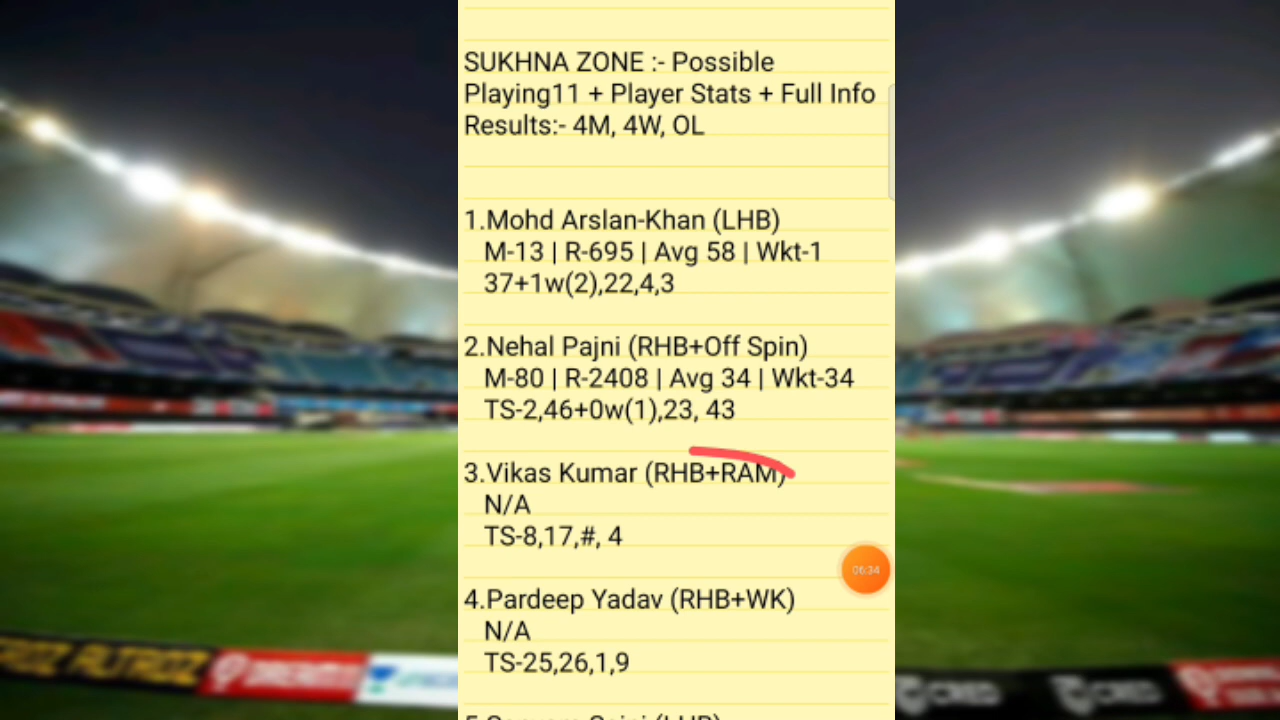 SUKHNA ZONE :- Possible
Playing11 + Player Stats + Full Info
Results:- 4M, 4W, OL
1.Mohd Arslan-Khan (LHB)
M-13 | R-695 | Avg 58 | Wkt-1
37+1w(2),22,4,3
2.Nehal Pajni (RHB+Off Spin)
M-80 | R-2408 | Avg 34 | Wkt-34
TS-2,46+0w(1),23, 43
3.Vikas Kumar (RHB+RAM)
N/A
TS-8,17,#, 4
06:34
4.Pardeep Yadav (RHB+WK)
N/A
TS-25,26,1,9
CRED
CRED